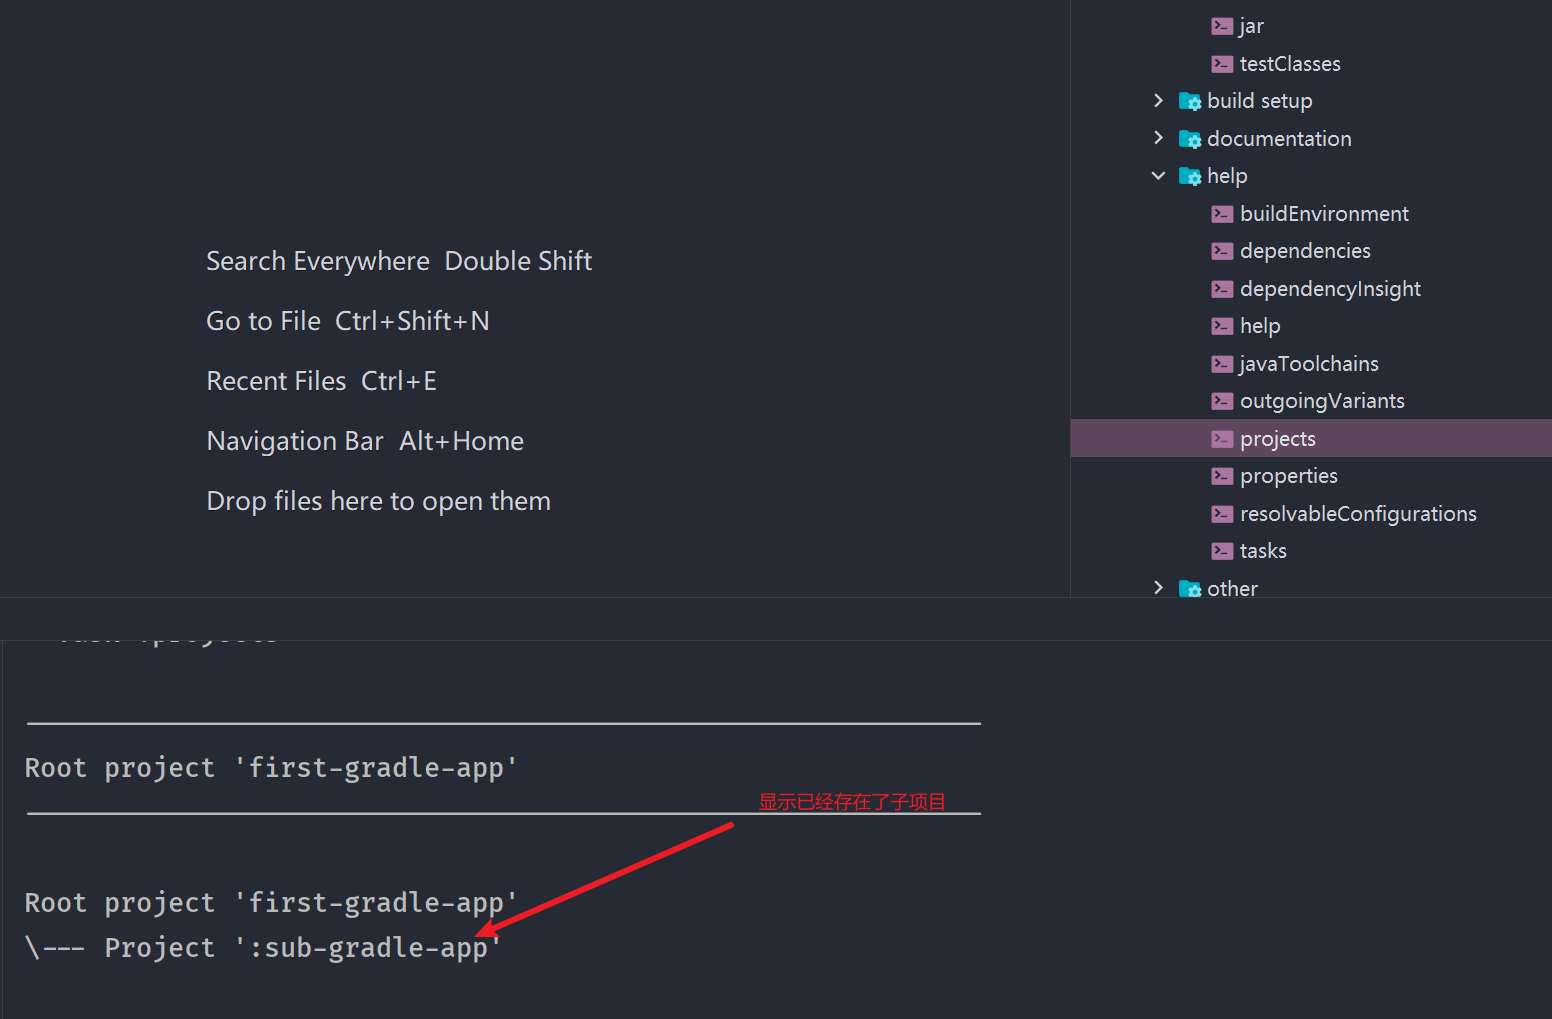 jar
testClasses
build setup
documentation
help
buildEnvironment
dependencies
dependencyInsight
help
javaToolchains
outgoingVariants
projects
properties
resolvableConfigurations
tasks
other
Search Everywhere Double Shift
Go to File Ctrl+Shift+N
Recent Files Ctrl+E
Navigation Bar Alt+Home
Drop files here to open them
Root project 'first-gradle-app'
显示已经存在了子项目
Root project 'first-gradle-app'
\--- Project ':sub-gradle-app'